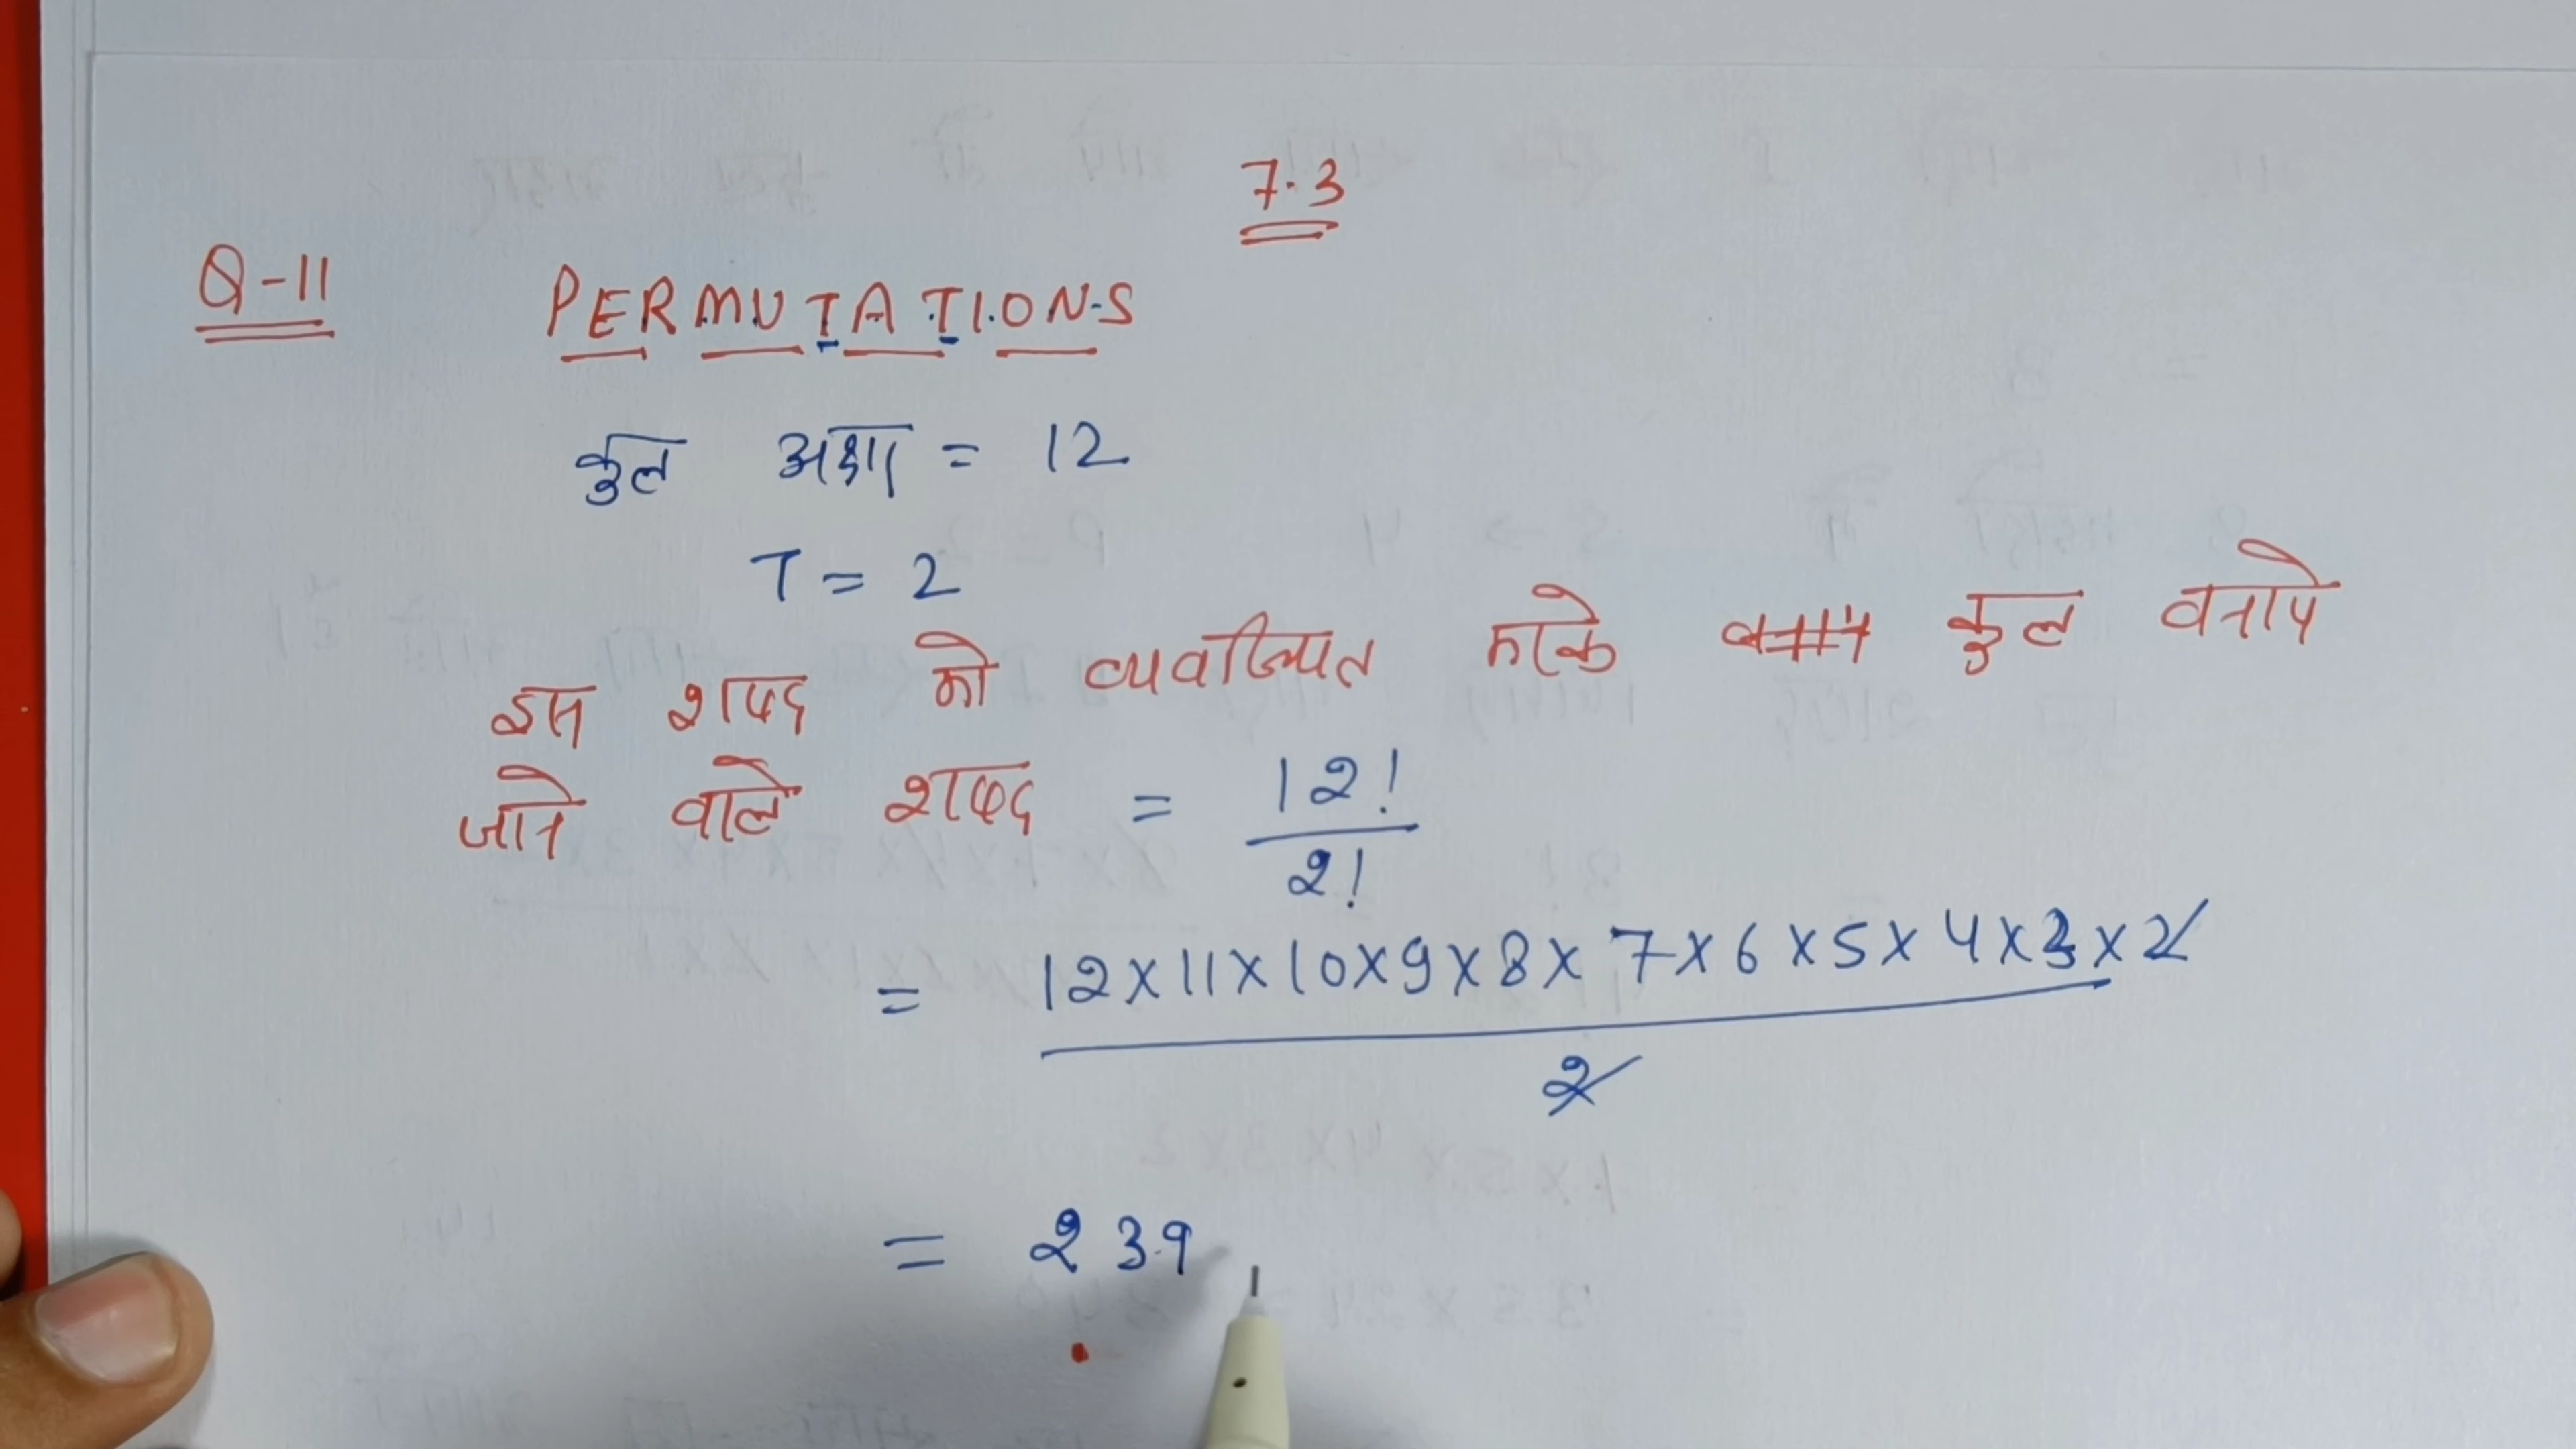 7.3
Q-11 PERMUTATIONS
कुल अक्षर = 12
T = 2
इस शब्द को व्यवस्थित करके कुल बनाये
जाने वाले शब्द = 12! / 2!
= 12×11×10×9×8×7×6×5×4×3×2 / 2
= 239